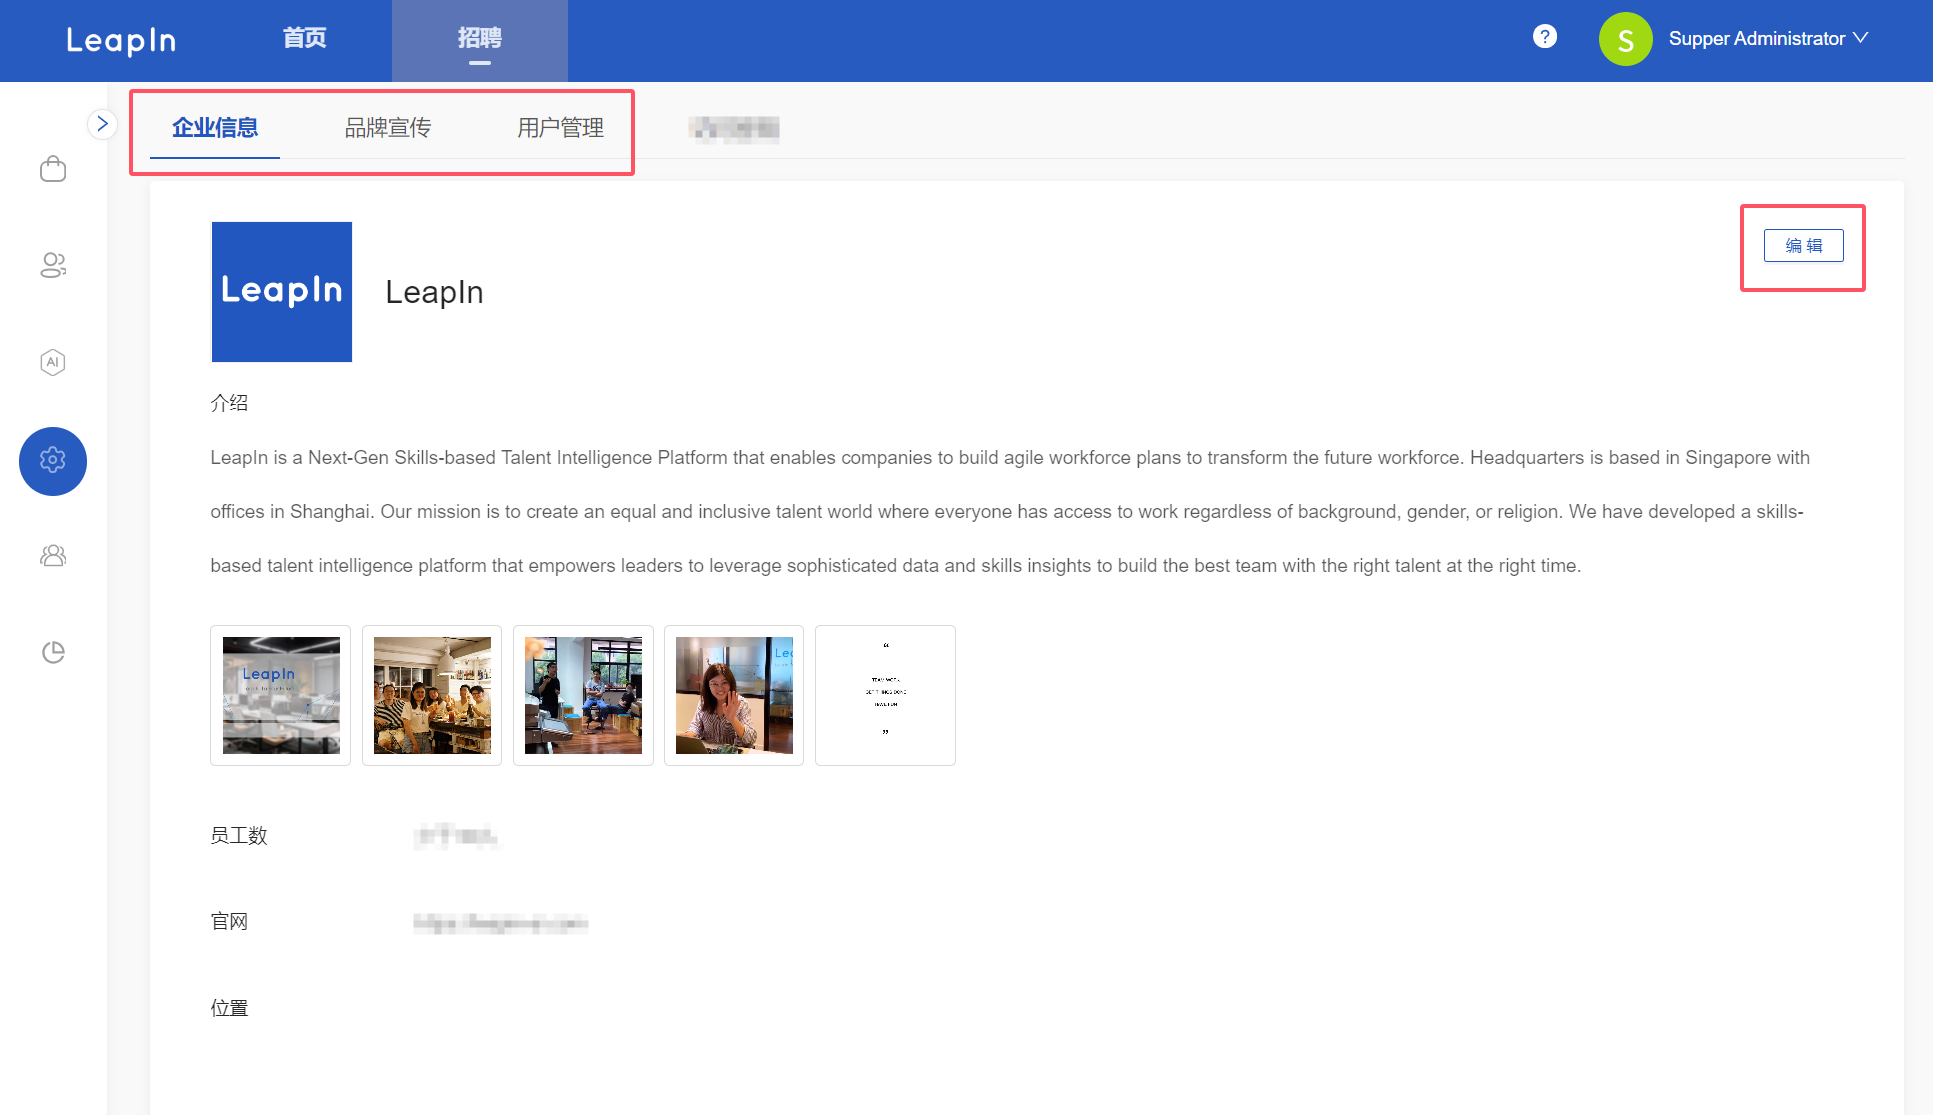 LeapIn
首页
招聘
?
S
Supper Administrator
企业信息
品牌宣传
用户管理
编辑
LeapIn
LeapIn
AI
介绍
LeapIn is a Next-Gen Skills-based Talent Intelligence Platform that enables companies to build agile workforce plans to transform the future workforce. Headquarters is based in Singapore with
offices in Shanghai. Our mission is to create an equal and inclusive talent world where everyone has access to work regardless of background, gender, or religion. We have developed a skills-
based talent intelligence platform that empowers leaders to leverage sophisticated data and skills insights to build the best team with the right talent at the right time.
LeapIn
“
TEAM WORK
GET THINGS DONE
”
员工数
官网
位置